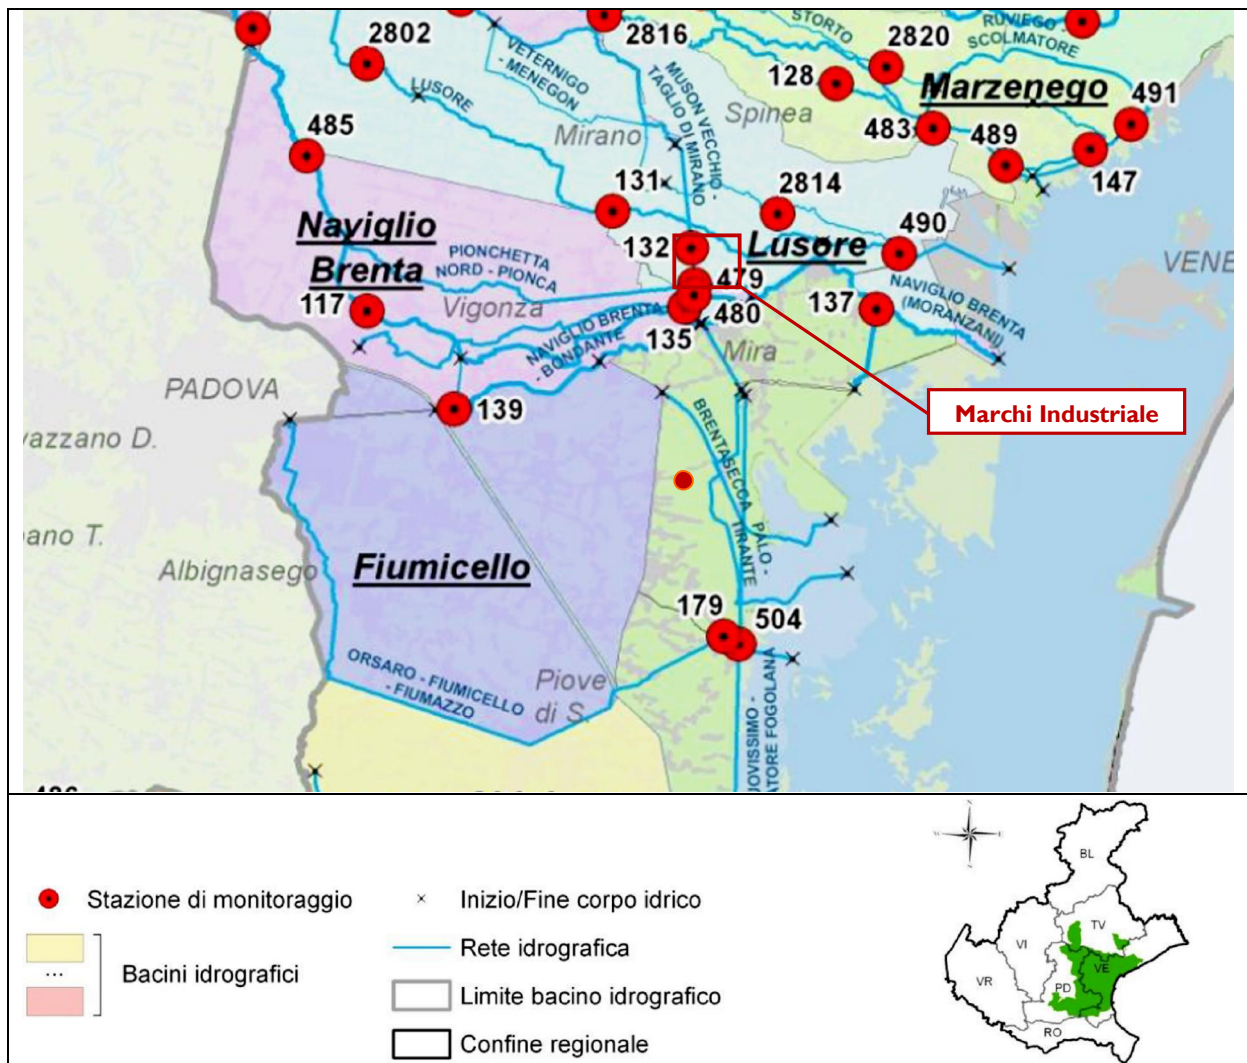 2802
2816
STORTO
2820
RUVIEGO -
SCOLMATORE
VETERNIGO
- MENEGON
LUSORE
MUSON VECCHIO -
TAGLIO DI MIRANO
128
Marzenego
491
Spinea
Mirano
485
483
489
147
131
2814
490
Naviglio
Brenta
PIONCHETTA
NORD - PIONCA
132
Lusore
479
VENE
NAVIGLIO BRENTA
(MORANZANI)
117
Vigonza
NAVIGLIO BRENTA
- BONDANTE
135
480
137
Mira
PADOVA
139
Marchi Industriale
BRENTASECCA
TIRANTE
PALO -
vazzano D.
ano T.
Albignasego
Fiumicello
179
504
ORSARO - FIUMICELLO
- FIUMAZZO
Piove
di S.
UOVISSIMO -
ATORE FOGOLANA
Stazione di monitoraggio
...
Bacini idrografici
Inizio/Fine corpo idrico
Rete idrografica
Limite bacino idrografico
Confine regionale
BL
TV
VI
VE
VR
PD
RO